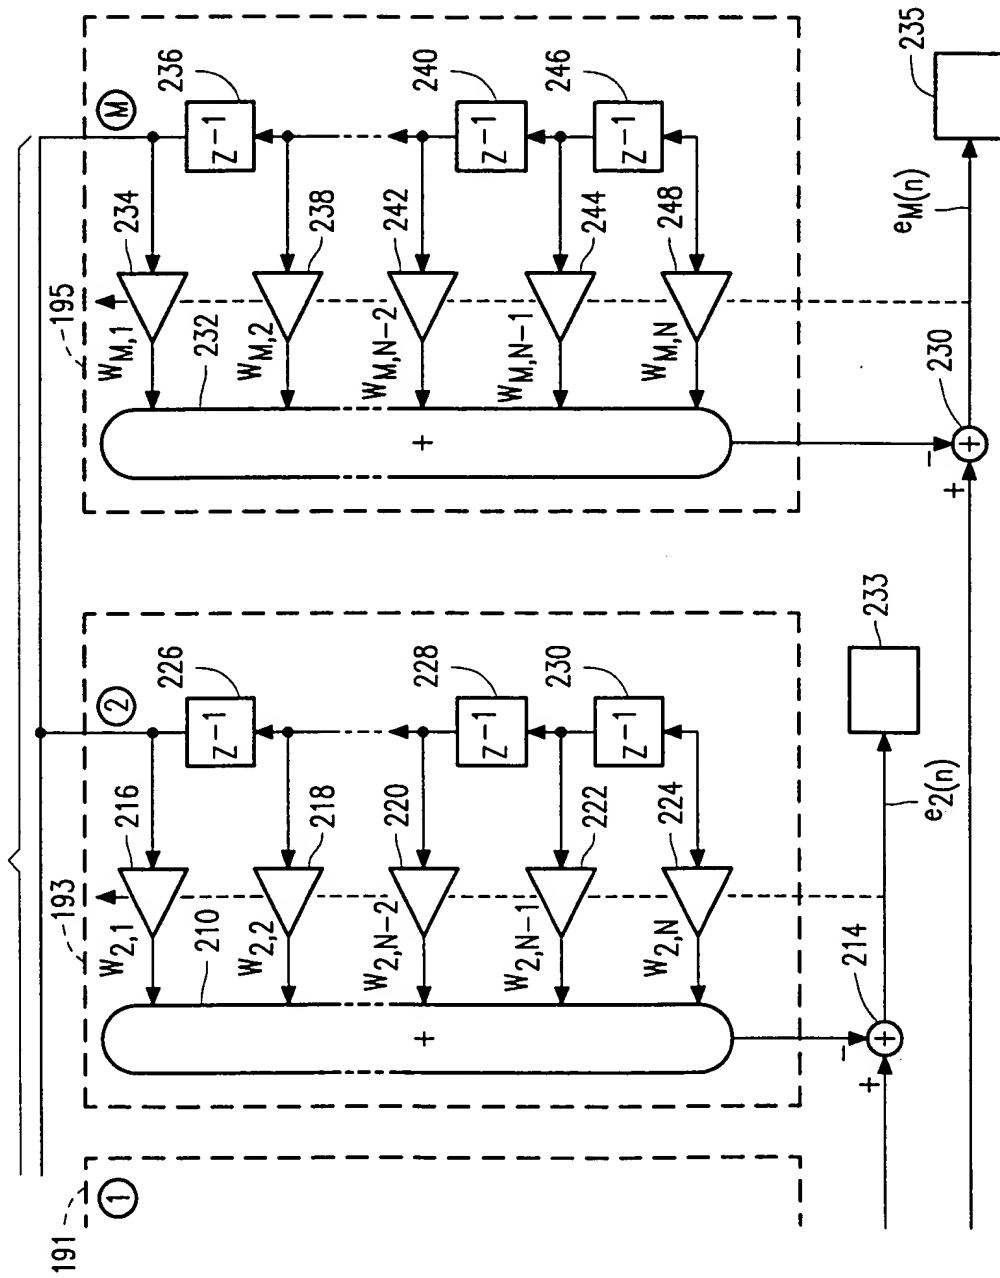 235
236
240
246
M
Z-1
Z-1
Z-1
234
238
242
244
248
eM(n)
195
WM,1
232
WM,2
WM,N-2
WM,N-1
WM,N
230
+
+
-
+
233
226
228
230
2
Z-1
Z-1
Z-1
216
218
220
222
224
e2(n)
193
W2,1
210
W2,2
W2,N-2
W2,N-1
W2,N
214
+
+
-
+
191
1